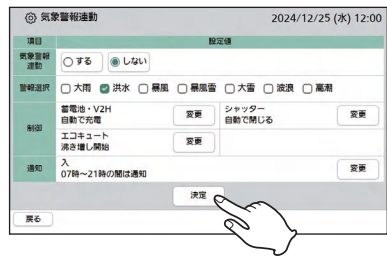 気象警報連動 2024/12/25 (水) 12:00
項目 設定値
気象警報
連動 する しない
警報選択 大雨 洪水 暴風 暴風雪 大雪 波浪 高潮
制御 蓄電池・V2H
自動で充電 変更 シャッター
自動で閉じる 変更
エコキュート
沸き増し開始 変更
通知 入
07時～21時の間は通知 変更
決定
戻る